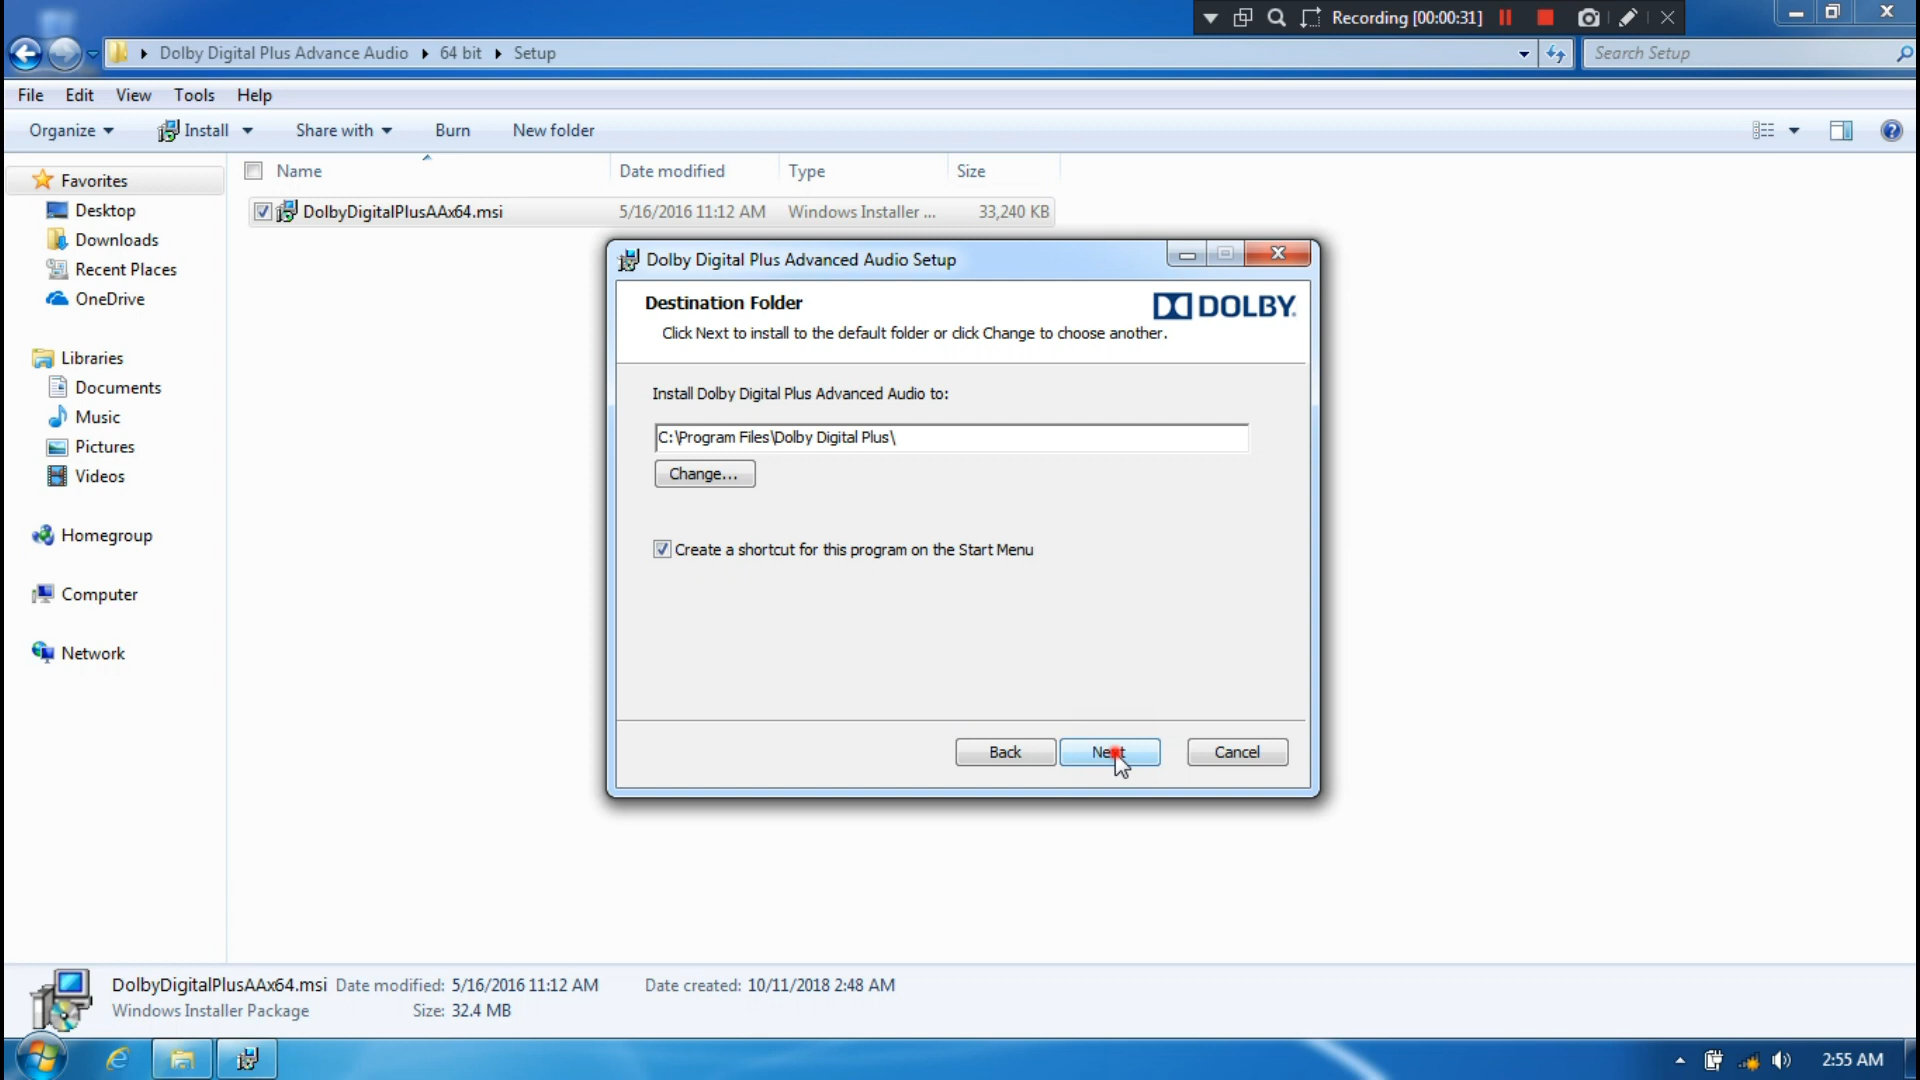 Recording [00:00:31]
Dolby Digital Plus Advance Audio 64 bit Setup
Search Setup
File Edit View Tools Help
Organize Install Share with Burn New folder
Name Date modified Type Size
DolbyDigitalPlusAAx64.msi 5/16/2016 11:12 AM Windows Installer ... 33,240 KB
Favorites
Desktop
Downloads
Recent Places
OneDrive
Libraries
Documents
Music
Pictures
Videos
Homegroup
Computer
Network
Dolby Digital Plus Advanced Audio Setup
Destination Folder
DOLBY
Click Next to install to the default folder or click Change to choose another.
Install Dolby Digital Plus Advanced Audio to:
C:\Program Files\Dolby Digital Plus\
Change...
Create a shortcut for this program on the Start Menu
Back Next Cancel
DolbyDigitalPlusAAx64.msi Date modified: 5/16/2016 11:12 AM Date created: 10/11/2018 2:48 AM
Windows Installer Package Size: 32.4 MB
2:55 AM